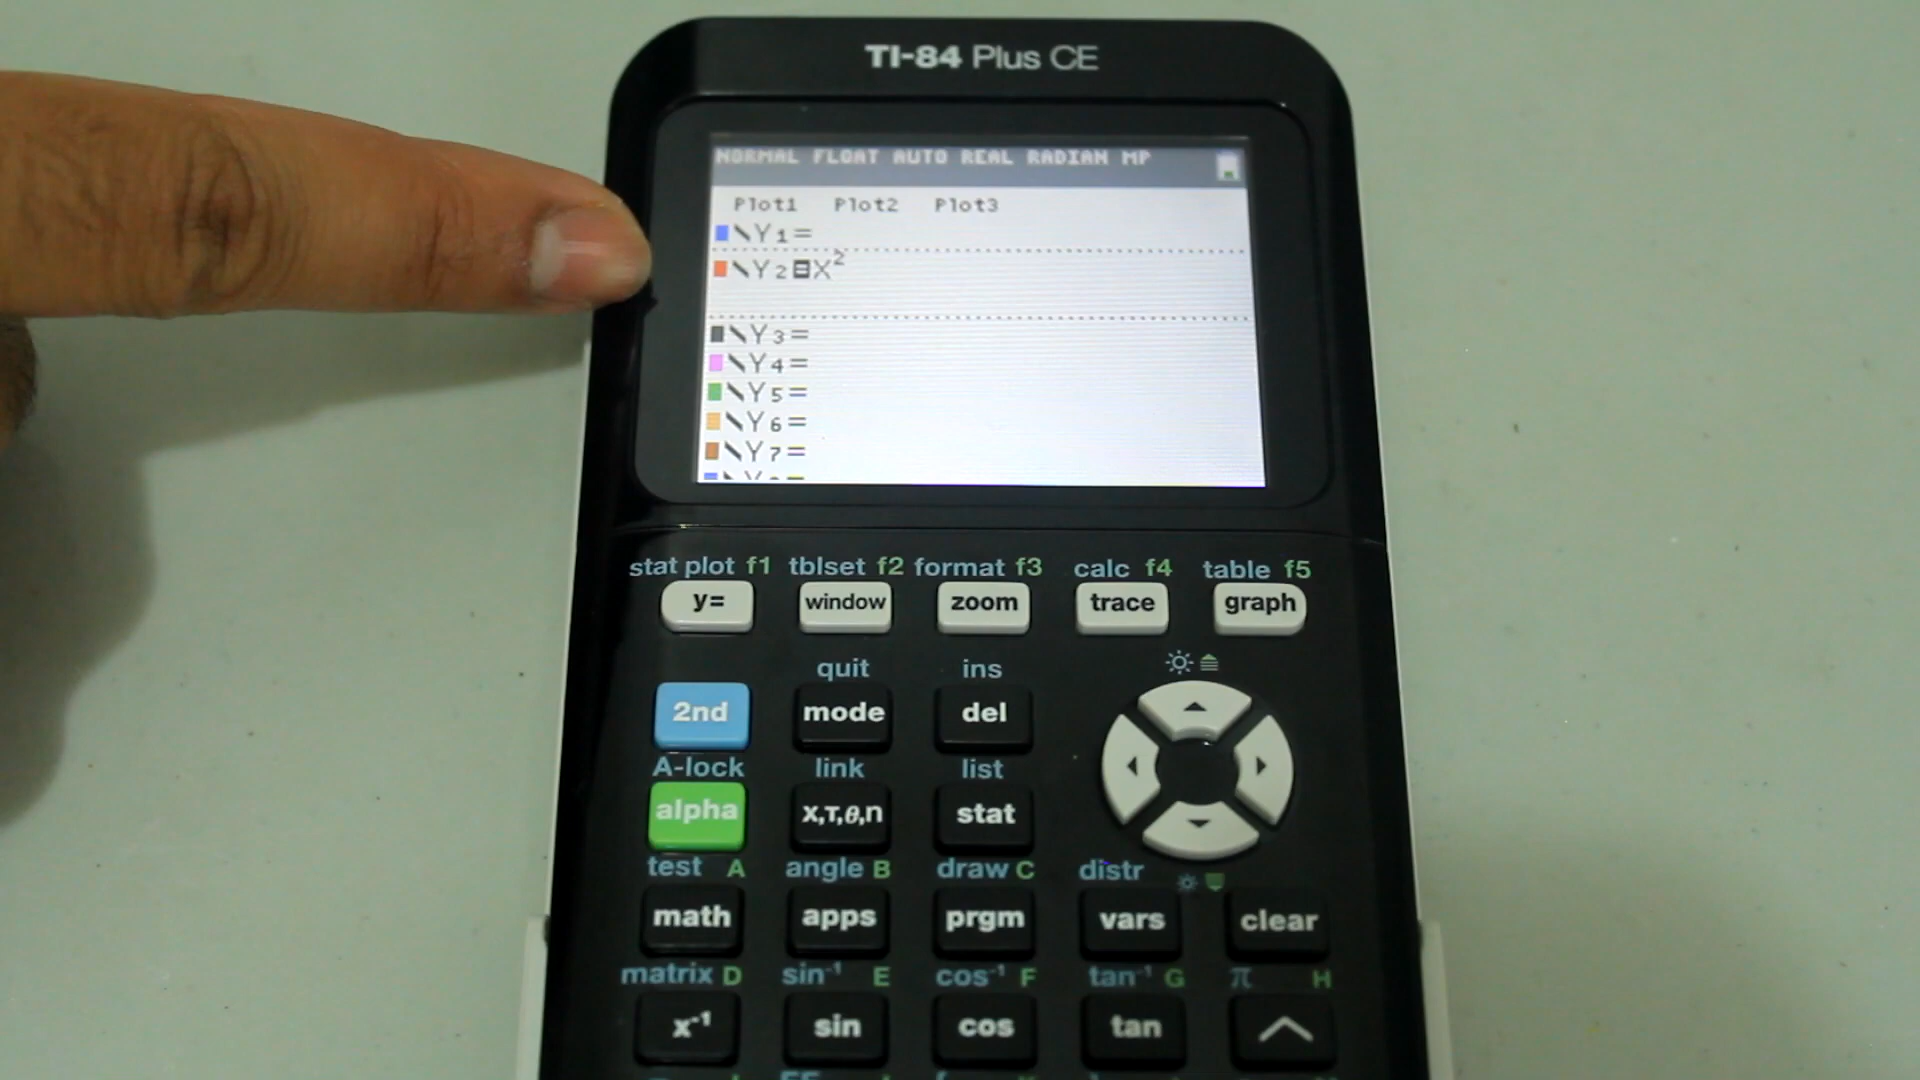 TI-84 Plus CE
NORMAL FLOAT AUTO REAL RADIAN MP
Plot1 Plot2 Plot3
\Y1=
\Y2=X²
\Y3=
\Y4=
\Y5=
\Y6=
\Y7=
stat plot f1 tblset f2 format f3 calc f4 table f5
y= window zoom trace graph
quit ins
2nd mode del
A-lock link list
alpha X,T,θ,n stat
test A angle B draw C distr
math apps prgm vars clear
matrix D sin⁻¹ E cos⁻¹ F tan⁻¹ G π H
x⁻¹ sin cos tan ^